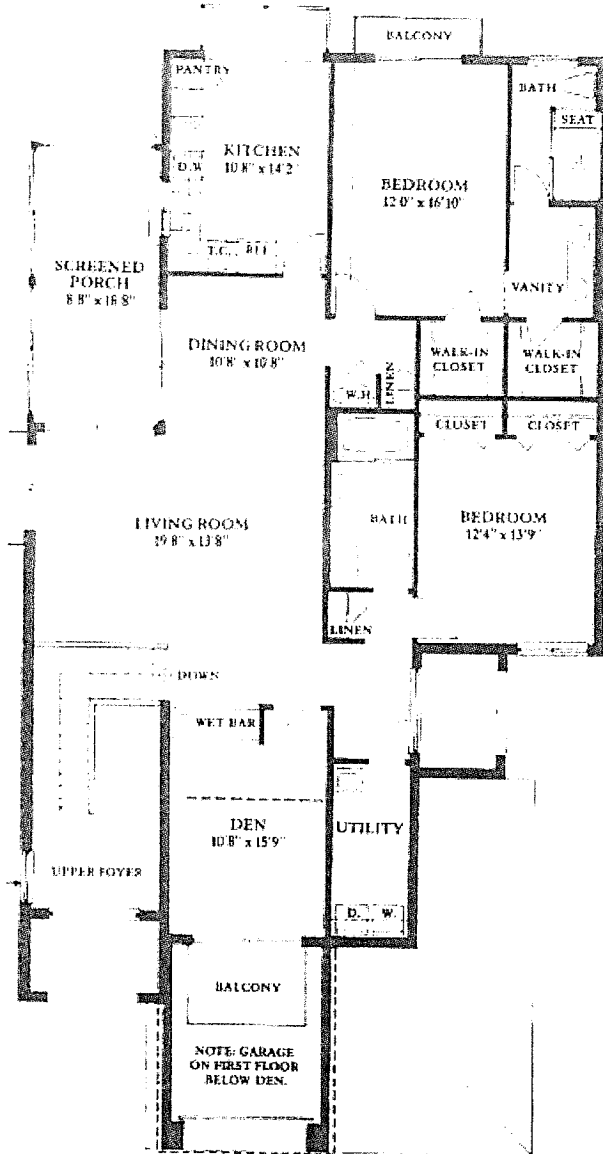 BALCONY
PANTRY
BATH
SEAT
KITCHEN
10'8" x 14'2"
D.W.
BEDROOM
12'0" x 16'10"
T.C. REF.
SCREENED
PORCH
8'8" x 18'8"
VANITY
DINING ROOM
10'8" x 10'8"
WALK-IN
CLOSET
WALK-IN
CLOSET
W.H.
LINEN
CLOSET
CLOSET
LIVING ROOM
19'8" x 13'8"
BATH
BEDROOM
12'4" x 13'9"
LINEN
DOWN
WET BAR
DEN
10'8" x 15'9"
UTILITY
UPPER FOYER
D. W.
BALCONY
NOTE: GARAGE
ON FIRST FLOOR
BELOW DEN.